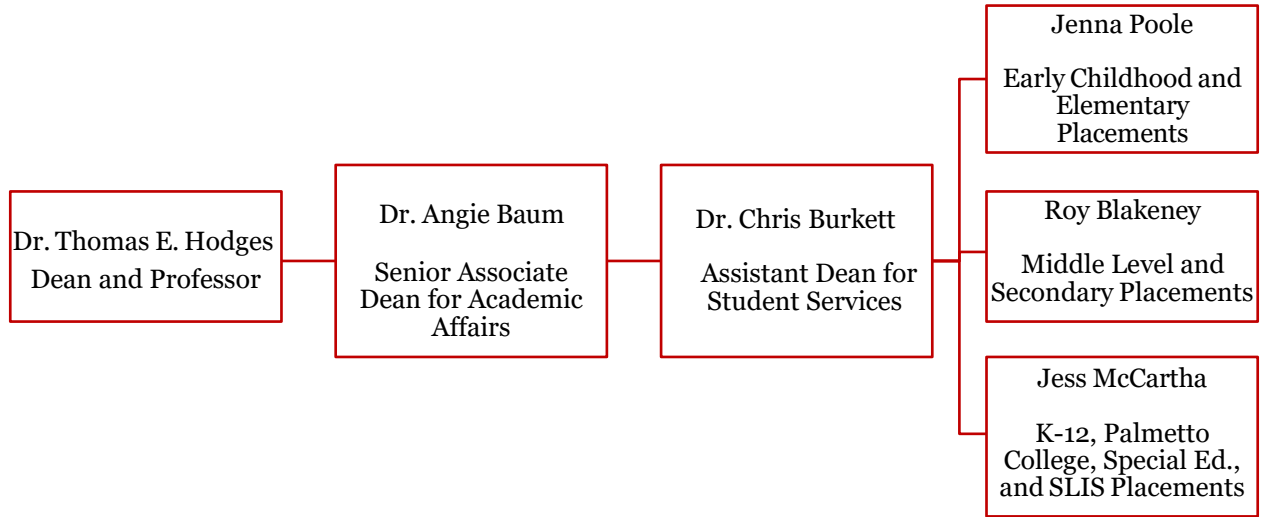 Dr. Thomas E. Hodges
Dean and Professor
Dr. Angie Baum
Senior Associate
Dean for Academic
Affairs
Dr. Chris Burkett
Assistant Dean for
Student Services
Jenna Poole
Early Childhood and
Elementary
Placements
Roy Blakeney
Middle Level and
Secondary Placements
Jess McCartha
K-12, Palmetto
College, Special Ed.,
and SLIS Placements